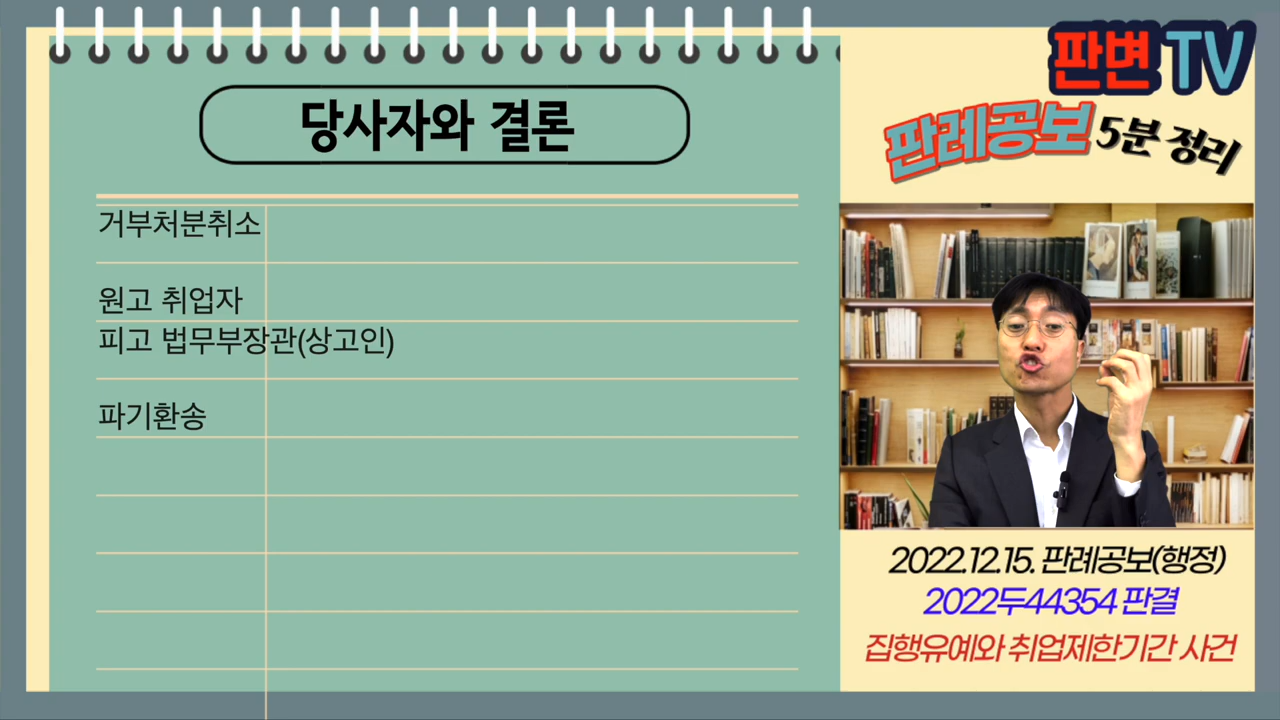 당사자와 결론
거부처분취소
원고 취업자
피고 법무부장관(상고인)
파기환송
판변 TV
판례공보 5분 정리
2022.12.15. 판례공보(행정)
2022두44354 판결
집행유예와 취업제한기간 사건